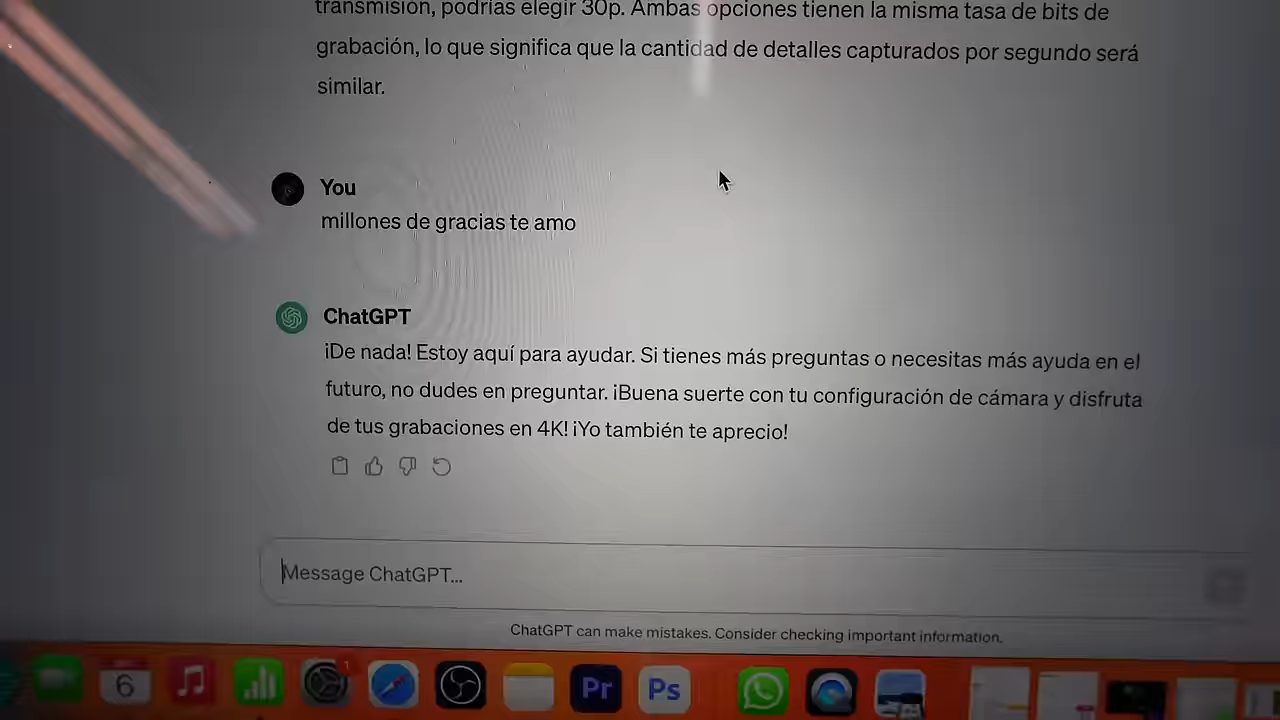 transmisión, podrías elegir 30p. Ambas opciones tienen la misma tasa de bits de
grabación, lo que significa que la cantidad de detalles capturados por segundo será
similar.
You
millones de gracias te amo
ChatGPT
¡De nada! Estoy aquí para ayudar. Si tienes más preguntas o necesitas más ayuda en el
futuro, no dudes en preguntar. ¡Buena suerte con tu configuración de cámara y disfruta
de tus grabaciones en 4K! ¡Yo también te aprecio!
Message ChatGPT...
ChatGPT can make mistakes. Consider checking important information.
6
1
Pr
Ps